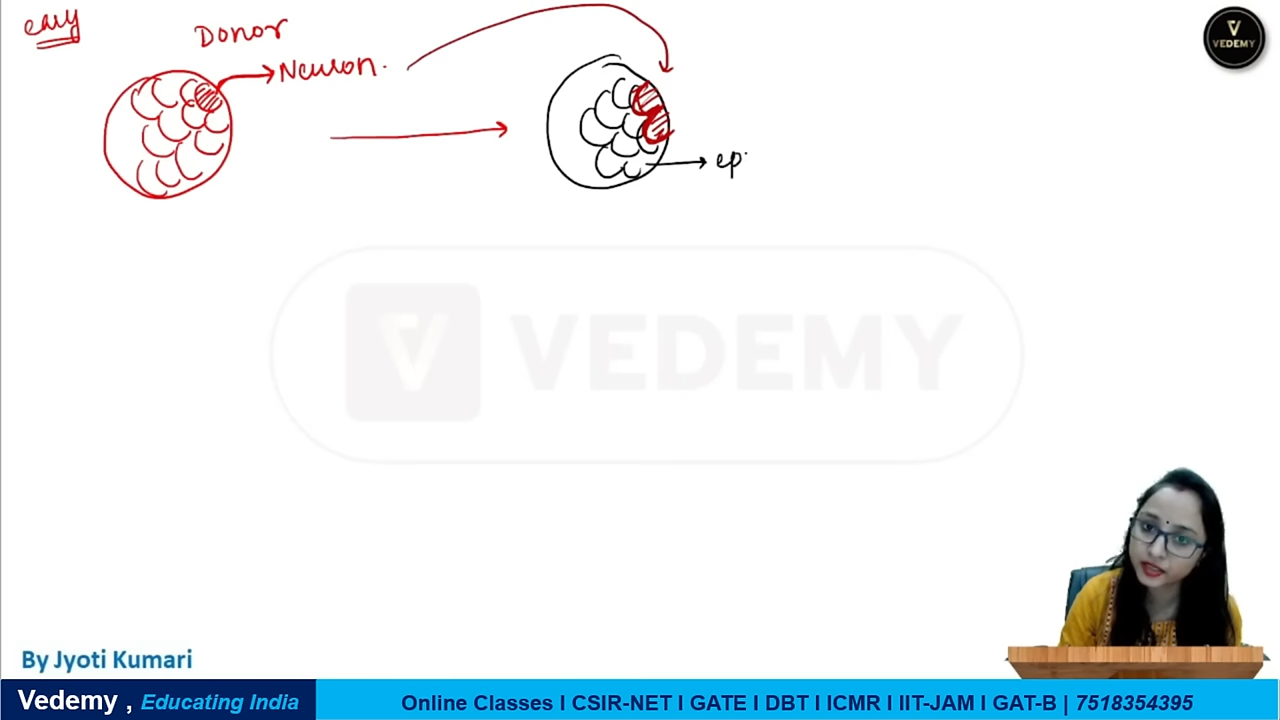 early
Donor
Neuron.
ep.
V
VEDEMY
VEDEMY
By Jyoti Kumari
Vedemy , Educating India
Online Classes I CSIR-NET I GATE I DBT I ICMR I IIT-JAM I GAT-B | 7518354395